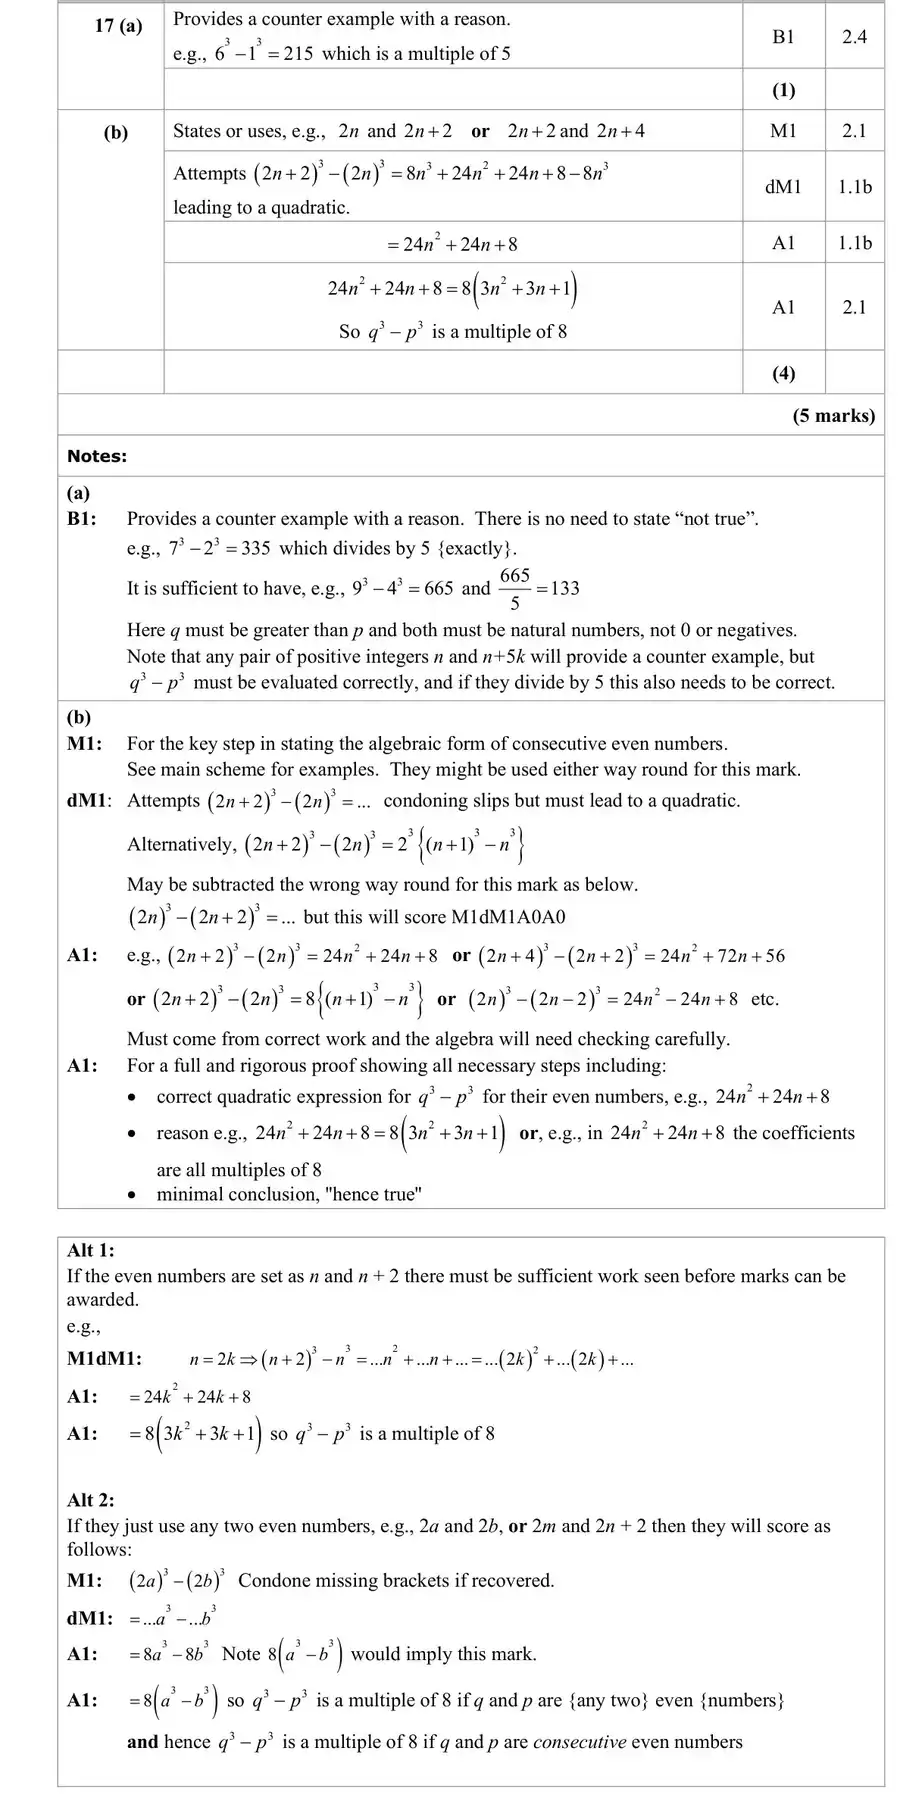 17 (a) Provides a counter example with a reason.
e.g., 6³ − 1³ = 215 which is a multiple of 5 B1 2.4
(1)
(b) States or uses, e.g., 2n and 2n + 2 or 2n + 2 and 2n + 4 M1 2.1
Attempts (2n + 2)³ − (2n)³ = 8n³ + 24n² + 24n + 8 − 8n³
leading to a quadratic. dM1 1.1b
= 24n² + 24n + 8 A1 1.1b
24n² + 24n + 8 = 8(3n² + 3n + 1)
So q³ − p³ is a multiple of 8 A1 2.1
(4)
(5 marks)
Notes:
(a)
B1: Provides a counter example with a reason. There is no need to state “not true”.
e.g., 7³ − 2³ = 335 which divides by 5 {exactly}.
It is sufficient to have, e.g., 9³ − 4³ = 665 and 665/5 = 133
Here q must be greater than p and both must be natural numbers, not 0 or negatives.
Note that any pair of positive integers n and n+5k will provide a counter example, but
q³ − p³ must be evaluated correctly, and if they divide by 5 this also needs to be correct.
(b)
M1: For the key step in stating the algebraic form of consecutive even numbers.
See main scheme for examples. They might be used either way round for this mark.
dM1: Attempts (2n + 2)³ − (2n)³ = ... condoning slips but must lead to a quadratic.
Alternatively, (2n + 2)³ − (2n)³ = 2³{(n + 1)³ − n³}
May be subtracted the wrong way round for this mark as below.
(2n)³ − (2n + 2)³ = ... but this will score M1dM1A0A0
A1: e.g., (2n + 2)³ − (2n)³ = 24n² + 24n + 8 or (2n + 4)³ − (2n + 2)³ = 24n² + 72n + 56
or (2n + 2)³ − (2n)³ = 8{(n + 1)³ − n³} or (2n)³ − (2n − 2)³ = 24n² − 24n + 8 etc.
Must come from correct work and the algebra will need checking carefully.
A1: For a full and rigorous proof showing all necessary steps including:
• correct quadratic expression for q³ − p³ for their even numbers, e.g., 24n² + 24n + 8
• reason e.g., 24n² + 24n + 8 = 8(3n² + 3n + 1) or, e.g., in 24n² + 24n + 8 the coefficients
are all multiples of 8
• minimal conclusion, "hence true"
Alt 1:
If the even numbers are set as n and n + 2 there must be sufficient work seen before marks can be
awarded.
e.g.,
M1dM1: n = 2k ⇒ (n + 2)³ − n³ = ...n² + ...n + ... = ...(2k)² + ...(2k) + ...
A1: = 24k² + 24k + 8
A1: = 8(3k² + 3k + 1) so q³ − p³ is a multiple of 8
Alt 2:
If they just use any two even numbers, e.g., 2a and 2b, or 2m and 2n + 2 then they will score as
follows:
M1: (2a)³ − (2b)³ Condone missing brackets if recovered.
dM1: = ...a³ − ...b³
A1: = 8a³ − 8b³ Note 8(a³ − b³) would imply this mark.
A1: = 8(a³ − b³) so q³ − p³ is a multiple of 8 if q and p are {any two} even {numbers}
and hence q³ − p³ is a multiple of 8 if q and p are consecutive even numbers